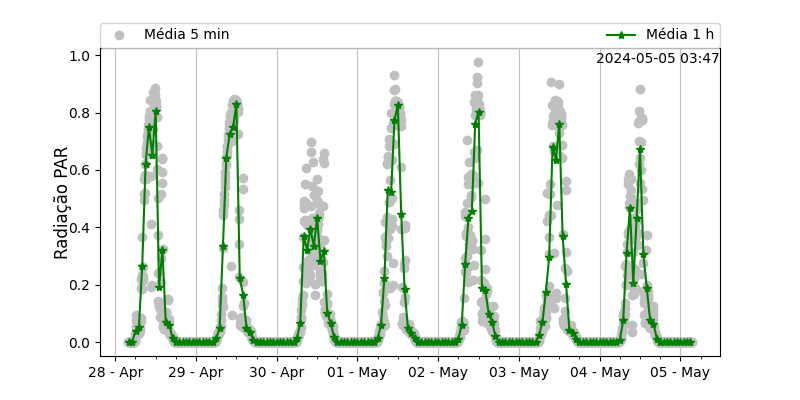 Média 5 min
Média 1 h
2024-05-05 03:47
1.0
0.8
0.6
0.4
0.2
0.0
Radiação PAR
28 - Apr
29 - Apr
30 - Apr
01 - May
02 - May
03 - May
04 - May
05 - May